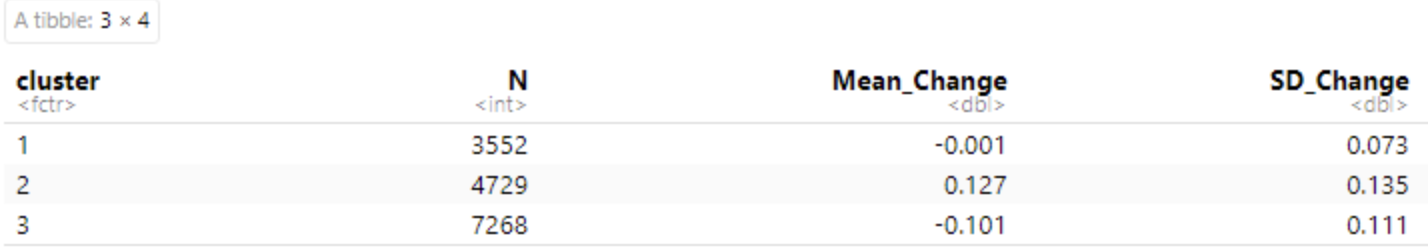 A tibble: 3 × 4
cluster N Mean_Change SD_Change
<fctr> <int> <dbl> <dbl>
1 3552 -0.001 0.073
2 4729 0.127 0.135
3 7268 -0.101 0.111